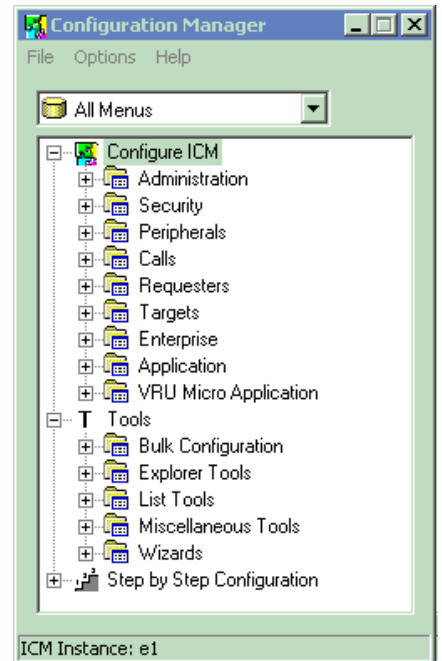 Configuration Manager
File Options Help
All Menus
Configure ICM
Administration
Security
Peripherals
Calls
Requesters
Targets
Enterprise
Application
VRU Micro Application
T Tools
Bulk Configuration
Explorer Tools
List Tools
Miscellaneous Tools
Wizards
Step by Step Configuration
ICM Instance: e1